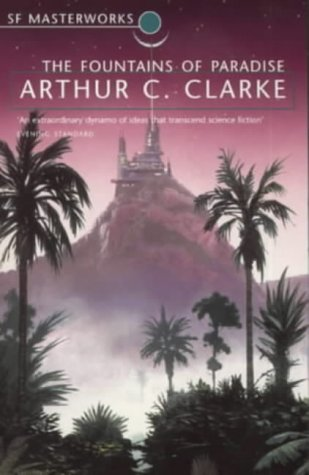 SF MASTERWORKS
THE FOUNTAINS OF PARADISE
ARTHUR C. CLARKE
'An extraordinary dynamo of ideas that transcend science fiction'
EVENING STANDARD